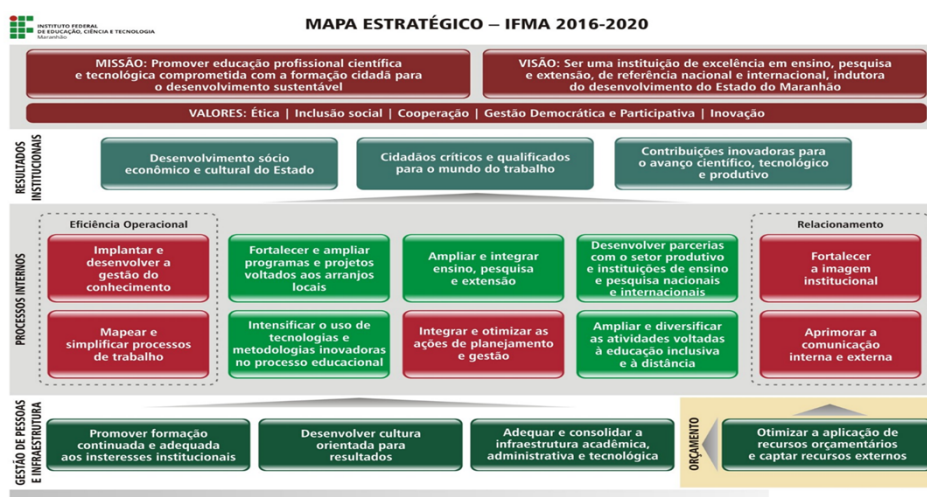 INSTITUTO FEDERAL
DE EDUCAÇÃO, CIÊNCIA E TECNOLOGIA
Maranhão
MAPA ESTRATÉGICO – IFMA 2016-2020
MISSÃO: Promover educação profissional científica
e tecnológica comprometida com a formação cidadã para
o desenvolvimento sustentável
VISÃO: Ser uma instituição de excelência em ensino, pesquisa
e extensão, de referência nacional e internacional, indutora
do desenvolvimento do Estado do Maranhão
VALORES: Ética | Inclusão social | Cooperação | Gestão Democrática e Participativa | Inovação
RESULTADOS
INSTITUCIONAIS
Desenvolvimento sócio
econômico e cultural do Estado
Cidadãos críticos e qualificados
para o mundo do trabalho
Contribuições inovadoras para
o avanço científico, tecnológico
e produtivo
PROCESSOS INTERNOS
Eficiência Operacional
Relacionamento
Implantar e
desenvolver a
gestão do
conhecimento
Fortalecer e ampliar
programas e projetos
voltados aos arranjos
locais
Ampliar e integrar
ensino, pesquisa
e extensão
Desenvolver parcerias
com o setor produtivo
e instituições de ensino
e pesquisa nacionais
e internacionais
Fortalecer
a imagem
institucional
Mapear e
simplificar processos
de trabalho
Intensificar o uso de
tecnologias e
metodologias inovadoras
no processo educacional
Integrar e otimizar as
ações de planejamento
e gestão
Ampliar e diversificar
as atividades voltadas
à educação inclusiva
e à distância
Aprimorar a
comunicação
interna e externa
GESTÃO DE PESSOAS
E INFRAESTRUTURA
Promover formação
continuada e adequada
aos insteresses institucionais
Desenvolver cultura
orientada para
resultados
Adequar e consolidar a
infraestrutura acadêmica,
administrativa e tecnológica
ORÇAMENTO
Otimizar a aplicação de
recursos orçamentários
e captar recursos externos